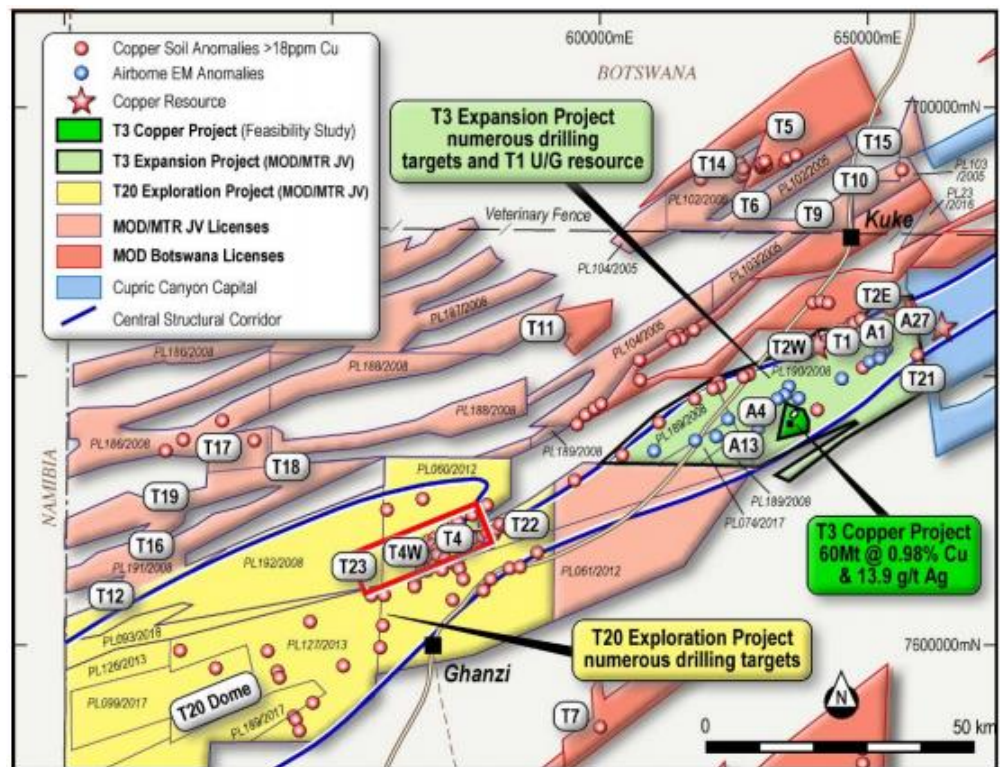 600000mE
650000mE
BOTSWANA
7700000mN
Copper Soil Anomalies >18ppm Cu
Airborne EM Anomalies
Copper Resource
T3 Copper Project (Feasibility Study)
T3 Expansion Project (MOD/MTR JV)
T20 Exploration Project (MOD/MTR JV)
MOD/MTR JV Licenses
MOD Botswana Licenses
Cupric Canyon Capital
Central Structural Corridor
T3 Expansion Project
numerous drilling
targets and T1 U/G resource
T5
T15
T14
T10
T6
T9
PL102/2005
PL103
/2005
PL23
/2016
Kuke
Veterinary Fence
PL104/2005
PL103/2005
PL187/2008
T11
PL104/2005
T2E
A27
A1
T1
T2W
PL190/2008
T21
PL186/2008
PL188/2008
PL188/2008
PL189/2008
A4
A13
PL186/2008
T17
T18
PL189/2008
PL189/2008
PL074/2017
NAMIBIA
T19
PL060/2012
T16
T22
T4
T4W
T23
PL191/2008
PL192/2008
PL061/2012
T3 Copper Project
60Mt @ 0.98% Cu
& 13.9 g/t Ag
T12
PL093/2018
PL127/2013
PL126/2013
T20 Exploration Project
numerous drilling targets
7600000mN
Ghanzi
PL099/2017
T20 Dome
PL189/2017
T7
N
0
50 km